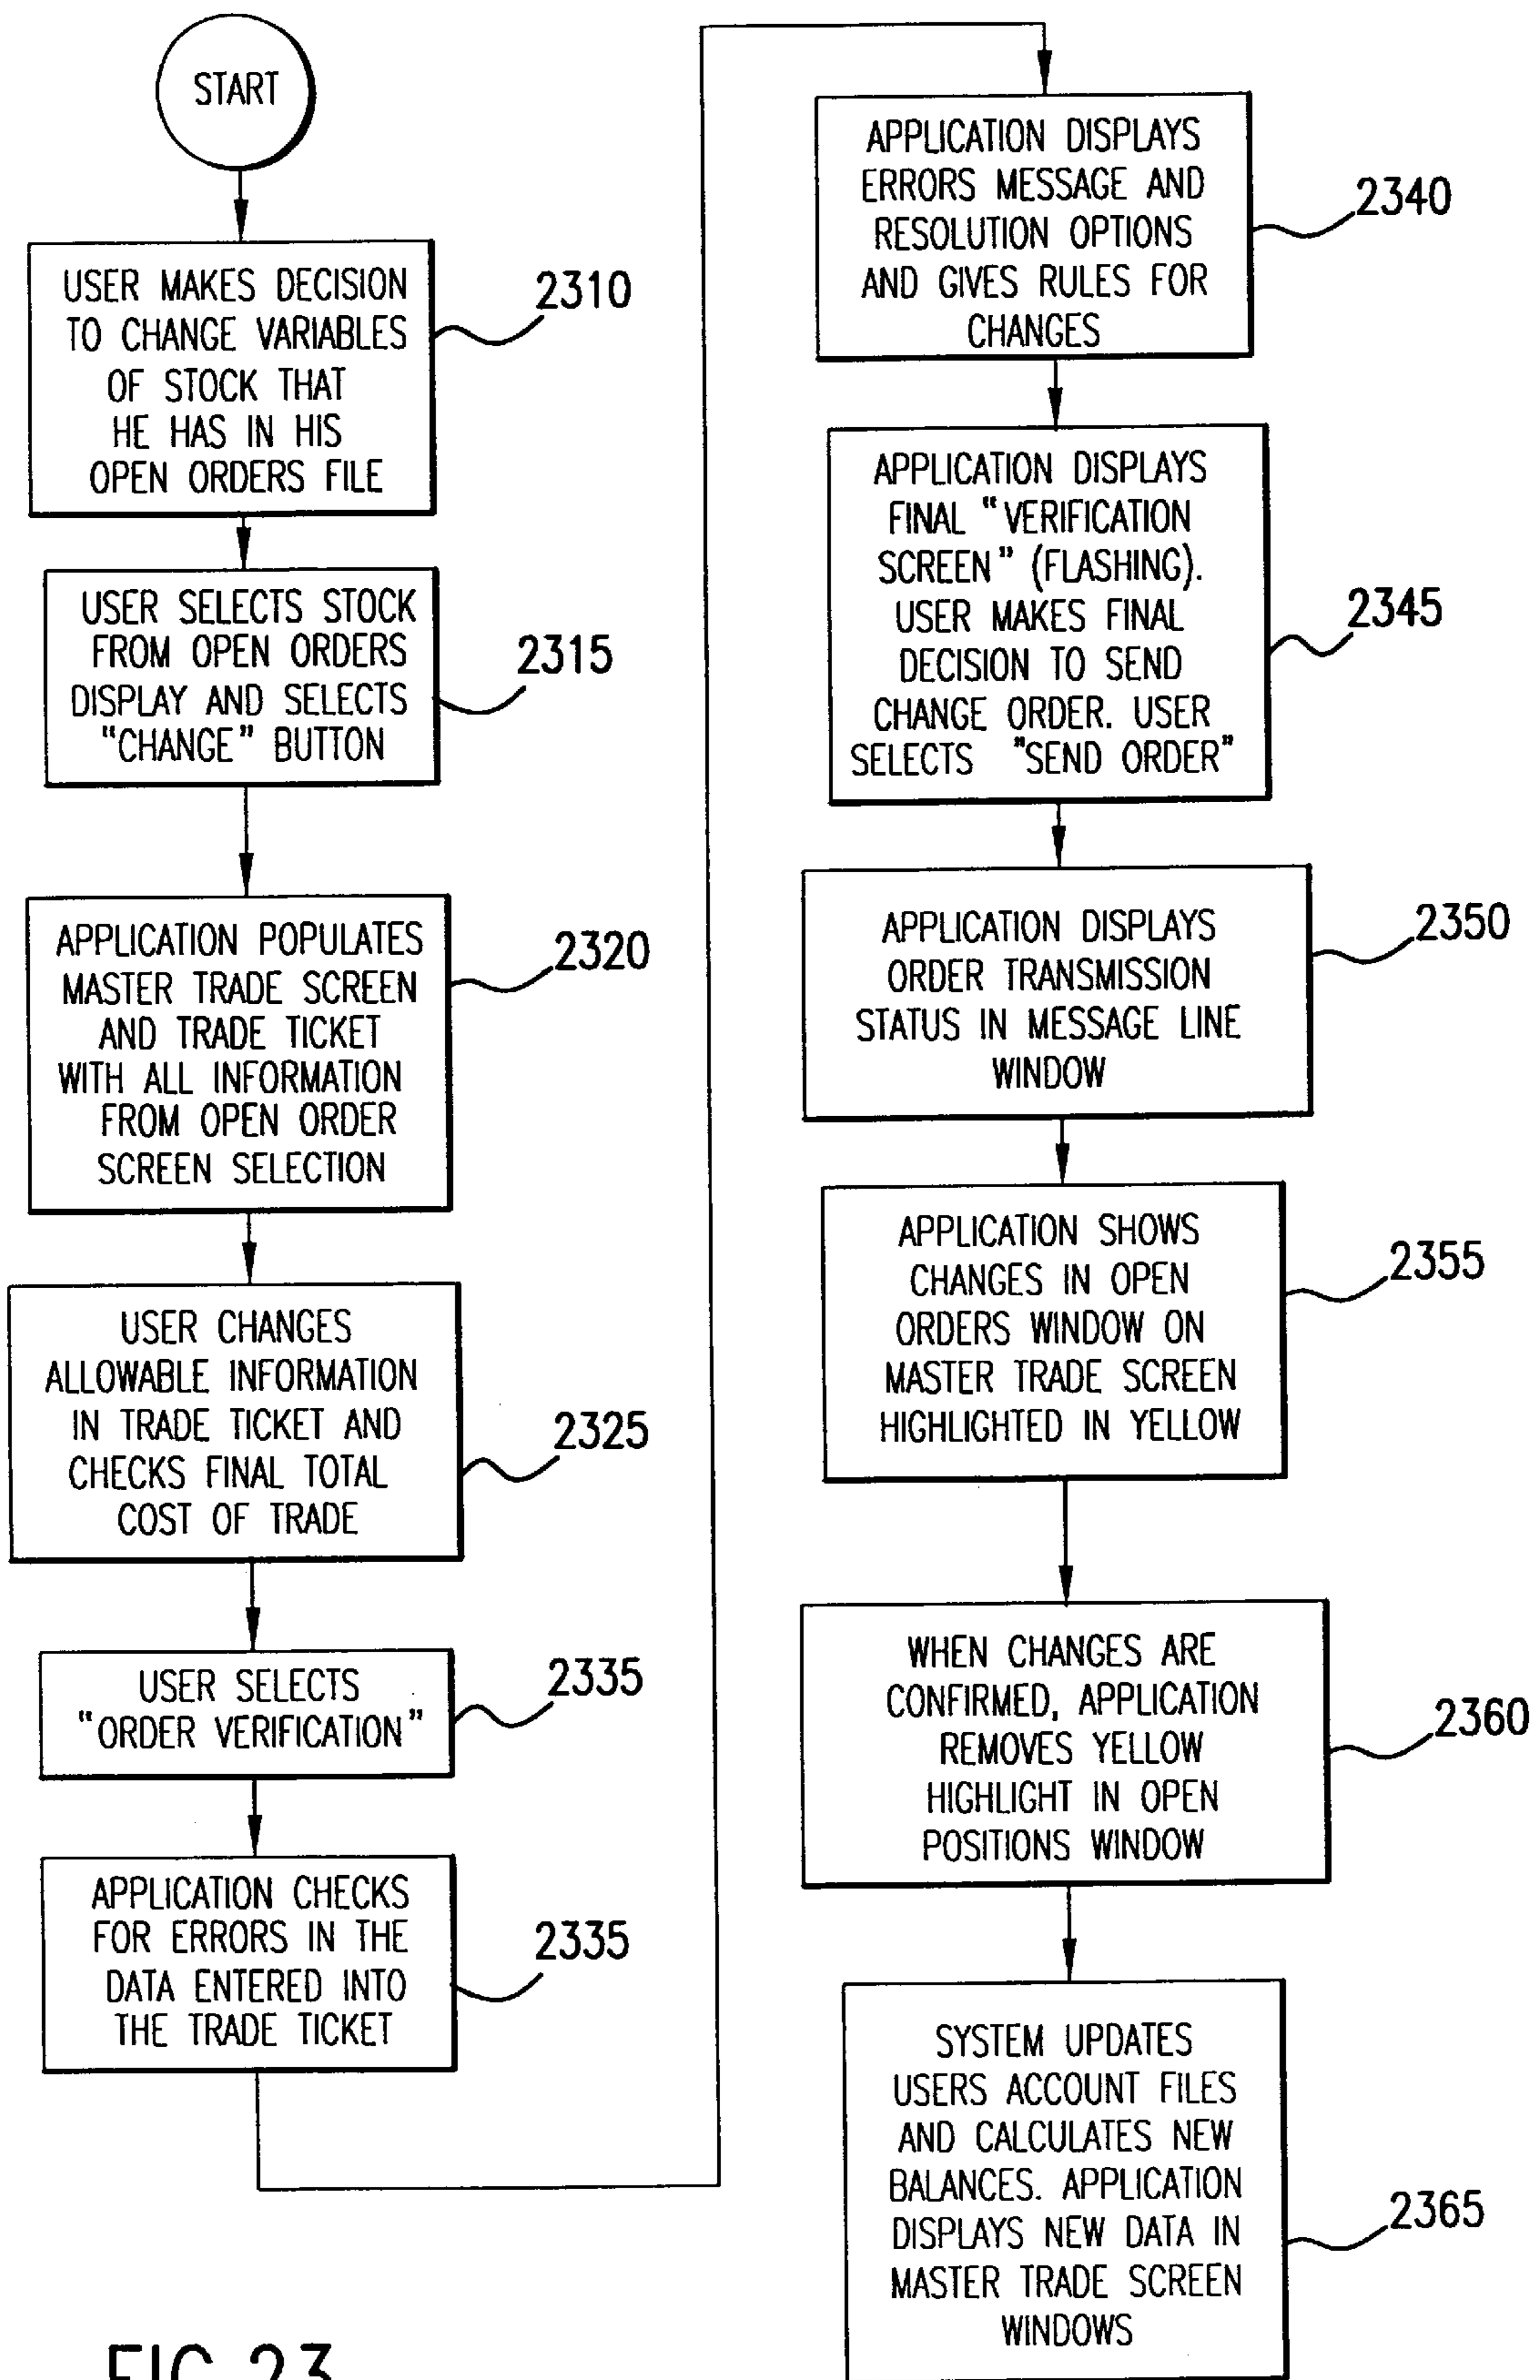 START
USER MAKES DECISION
TO CHANGE VARIABLES
OF STOCK THAT
HE HAS IN HIS
OPEN ORDERS FILE
2310
USER SELECTS STOCK
FROM OPEN ORDERS
DISPLAY AND SELECTS
"CHANGE" BUTTON
2315
APPLICATION POPULATES
MASTER TRADE SCREEN
AND TRADE TICKET
WITH ALL INFORMATION
FROM OPEN ORDER
SCREEN SELECTION
2320
USER CHANGES
ALLOWABLE INFORMATION
IN TRADE TICKET AND
CHECKS FINAL TOTAL
COST OF TRADE
2325
USER SELECTS
"ORDER VERIFICATION"
2335
APPLICATION CHECKS
FOR ERRORS IN THE
DATA ENTERED INTO
THE TRADE TICKET
2335
APPLICATION DISPLAYS
ERRORS MESSAGE AND
RESOLUTION OPTIONS
AND GIVES RULES FOR
CHANGES
2340
APPLICATION DISPLAYS
FINAL "VERIFICATION
SCREEN" (FLASHING).
USER MAKES FINAL
DECISION TO SEND
CHANGE ORDER. USER
SELECTS "SEND ORDER"
2345
APPLICATION DISPLAYS
ORDER TRANSMISSION
STATUS IN MESSAGE LINE
WINDOW
2350
APPLICATION SHOWS
CHANGES IN OPEN
ORDERS WINDOW ON
MASTER TRADE SCREEN
HIGHLIGHTED IN YELLOW
2355
WHEN CHANGES ARE
CONFIRMED, APPLICATION
REMOVES YELLOW
HIGHLIGHT IN OPEN
POSITIONS WINDOW
2360
SYSTEM UPDATES
USERS ACCOUNT FILES
AND CALCULATES NEW
BALANCES. APPLICATION
DISPLAYS NEW DATA IN
MASTER TRADE SCREEN
WINDOWS
2365
FIG.23